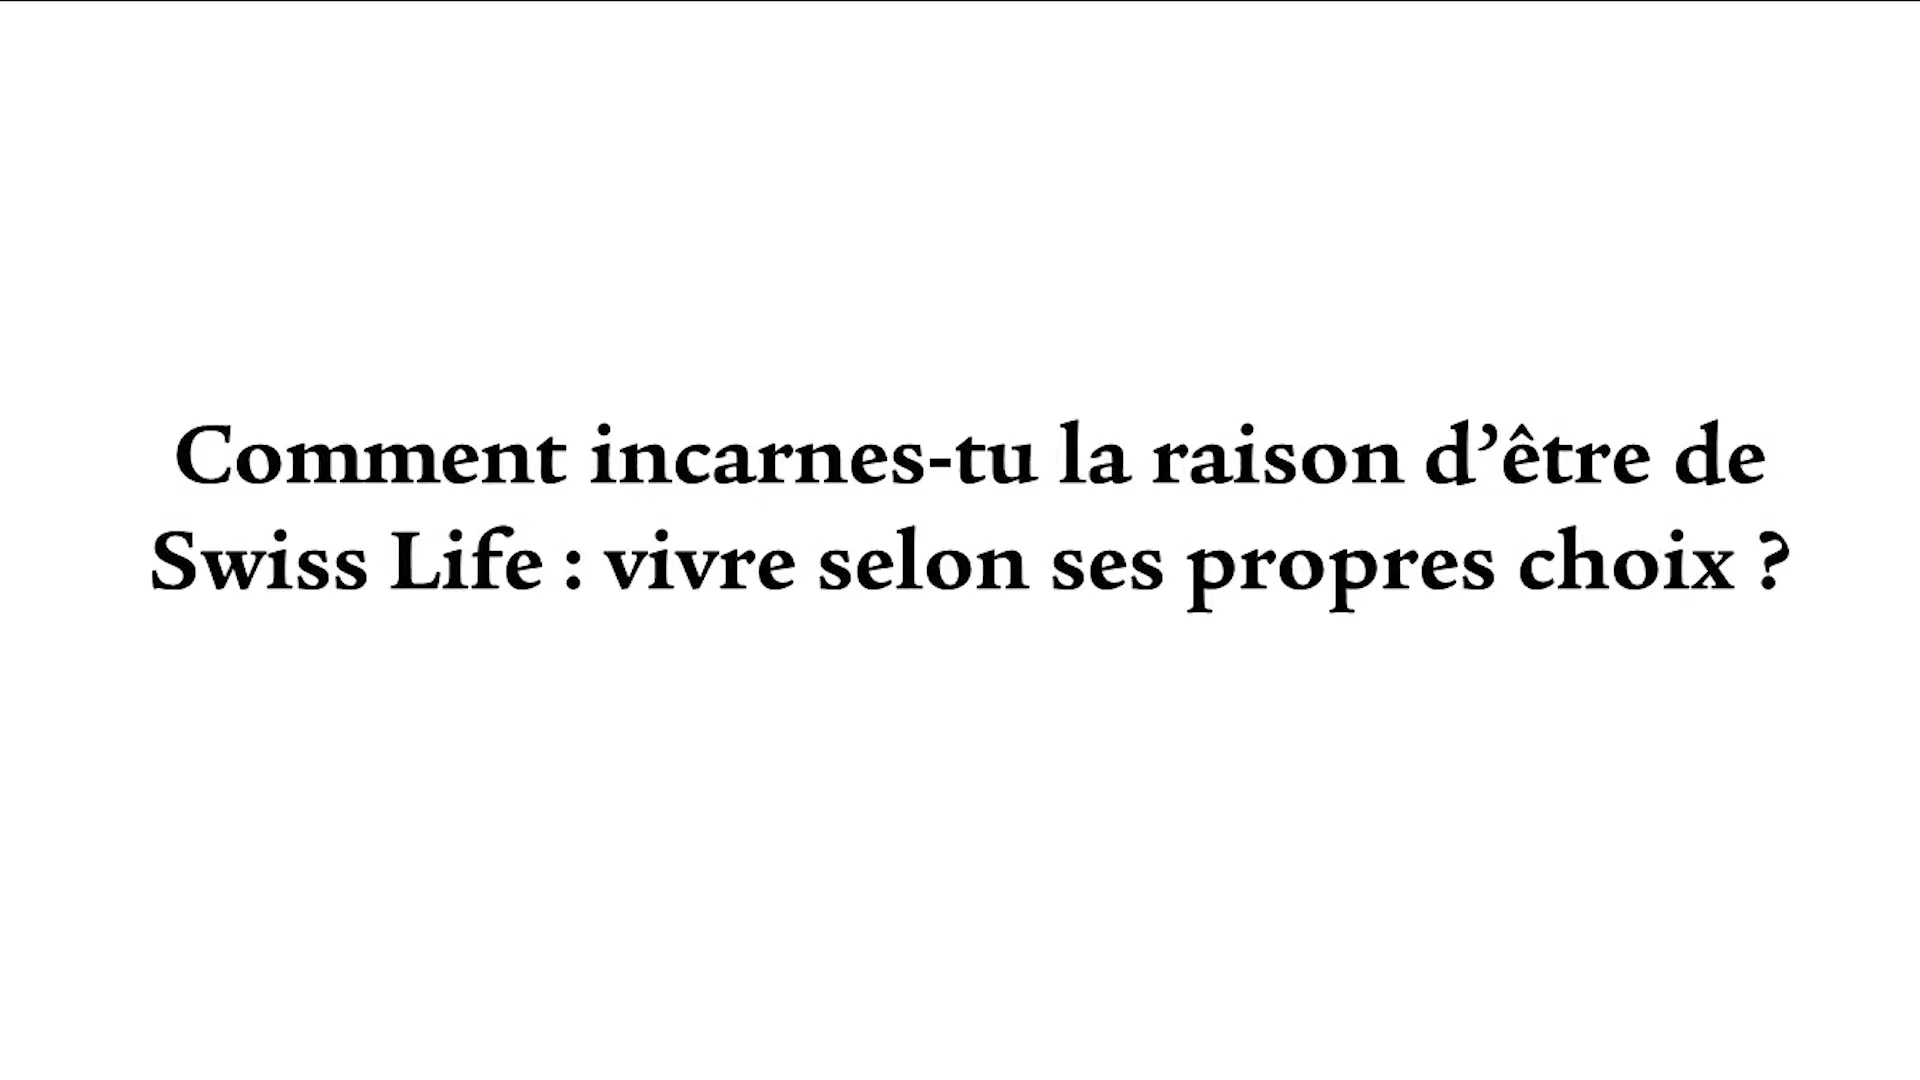 Comment incarnes-tu la raison d’être de
Swiss Life : vivre selon ses propres choix ?